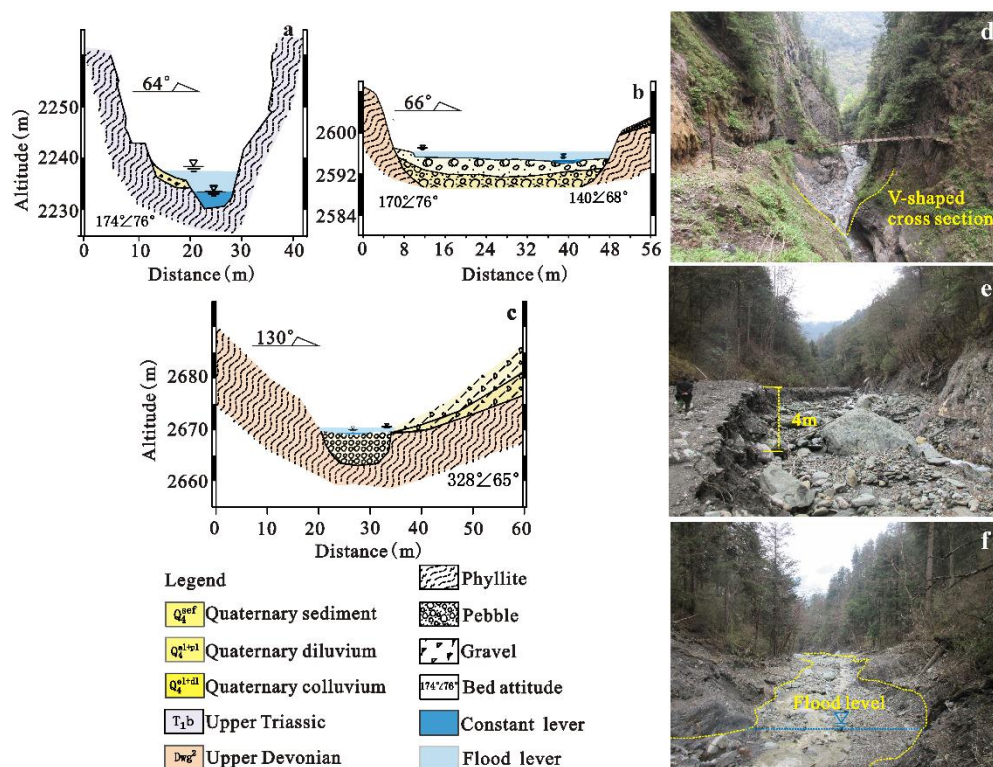 a
64°
2250
2240
2230
Altitude(m)
174°∠76°
0 10 20 30 40
Distance(m)
b
66°
2600
2592
2584
Altitude(m)
170°∠76°
140°∠68°
0 8 16 24 32 40 48 56
Distance(m)
c
130°
2680
2670
2660
Altitude(m)
328°∠65°
0 10 20 30 40 50 60
Distance(m)
Legend
Q₄ˢᵉᶠ Quaternary sediment
Q₄ᵉˡ⁺ᵖˡ Quaternary diluvium
Q₄ᵉˡ⁺ᵈˡ Quaternary colluvium
T₁b Upper Triassic
Dwg² Upper Devonian
Phyllite
Pebble
Gravel
174°∠76° Bed attitude
Constant lever
Flood lever
d
V-shaped
cross section
e
4m
f
Flood level